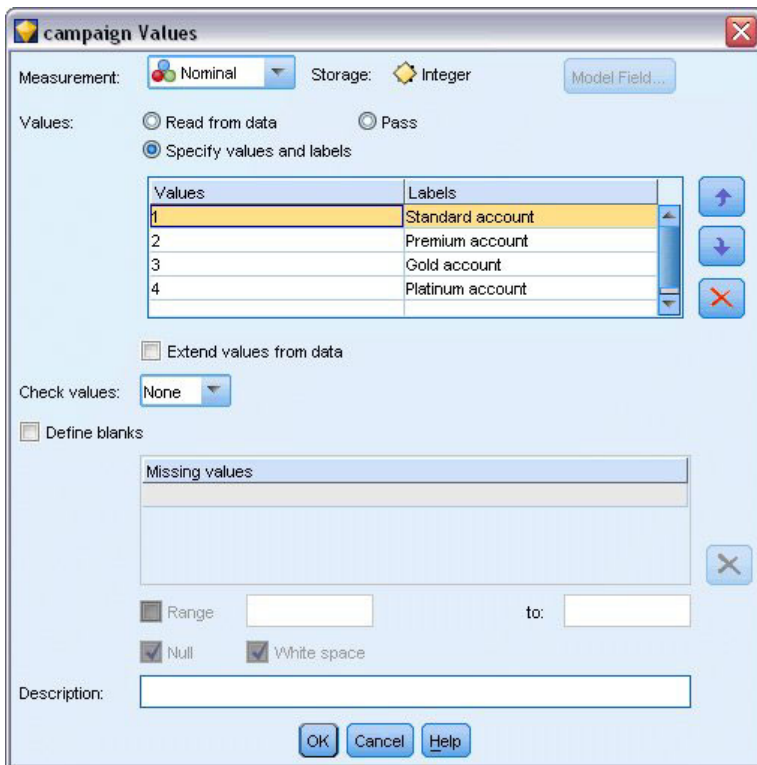 campaign Values
Measurement: Nominal Storage: Integer Model Field...
Values: Read from data Pass
Specify values and labels
Values Labels
1 Standard account
2 Premium account
3 Gold account
4 Platinum account
Extend values from data
Check values: None
Define blanks
Missing values
Range to:
Null White space
Description:
OK Cancel Help